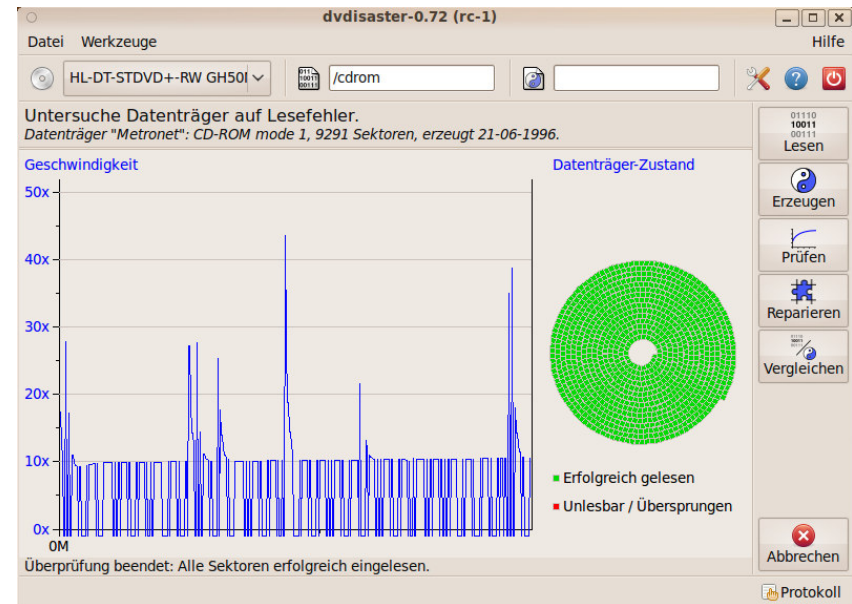 dvdisaster-0.72 (rc-1)
Datei Werkzeuge Hilfe
HL-DT-STDVD+-RW GH50 /cdrom
Untersuche Datenträger auf Lesefehler.
Datenträger "Metronet": CD-ROM mode 1, 9291 Sektoren, erzeugt 21-06-1996.
Geschwindigkeit
50x
40x
30x
20x
10x
0x
0M
Datenträger-Zustand
Erfolgreich gelesen
Unlesbar / Übersprungen
01110
10011
00111
Lesen
Erzeugen
Prüfen
Reparieren
Vergleichen
Abbrechen
Überprüfung beendet: Alle Sektoren erfolgreich eingelesen.
Protokoll